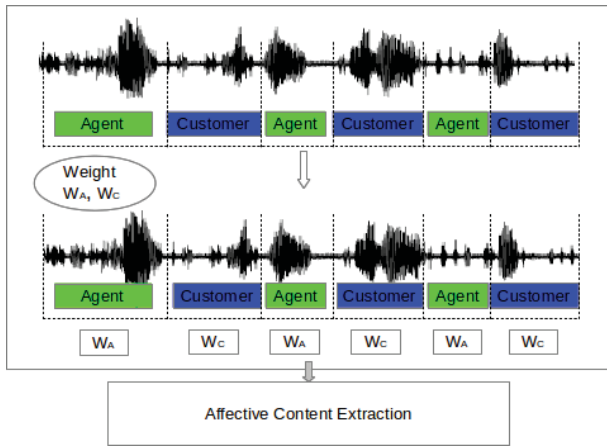 Agent Customer Agent Customer Agent Customer
Weight
WA, WC
Agent Customer Agent Customer Agent Customer
WA WC WA WC WA WC
Affective Content Extraction